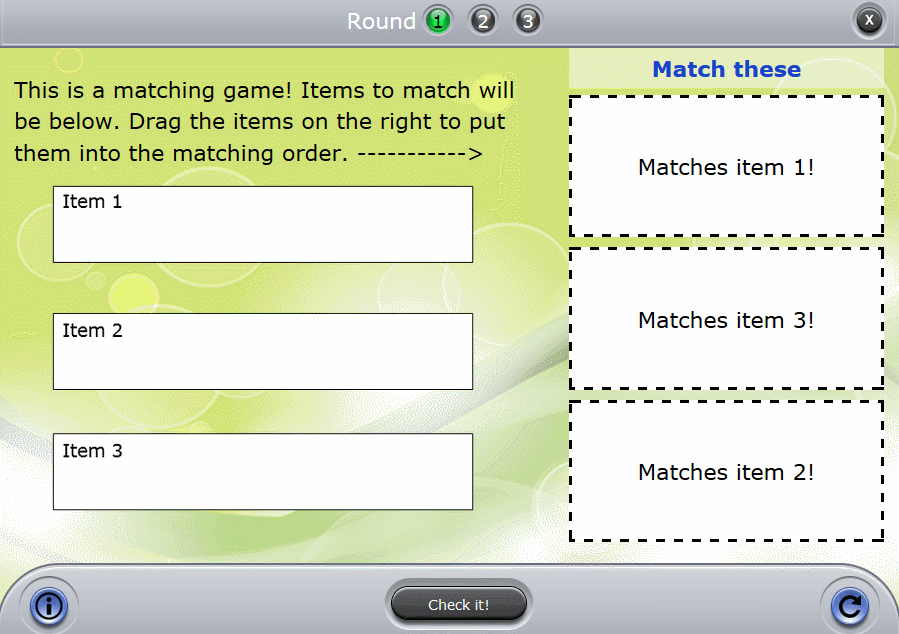 Round 1 2 3 X
This is a matching game! Items to match will
be below. Drag the items on the right to put
them into the matching order. ----------->
Item 1
Item 2
Item 3
Match these
Matches item 1!
Matches item 3!
Matches item 2!
i
Check it!